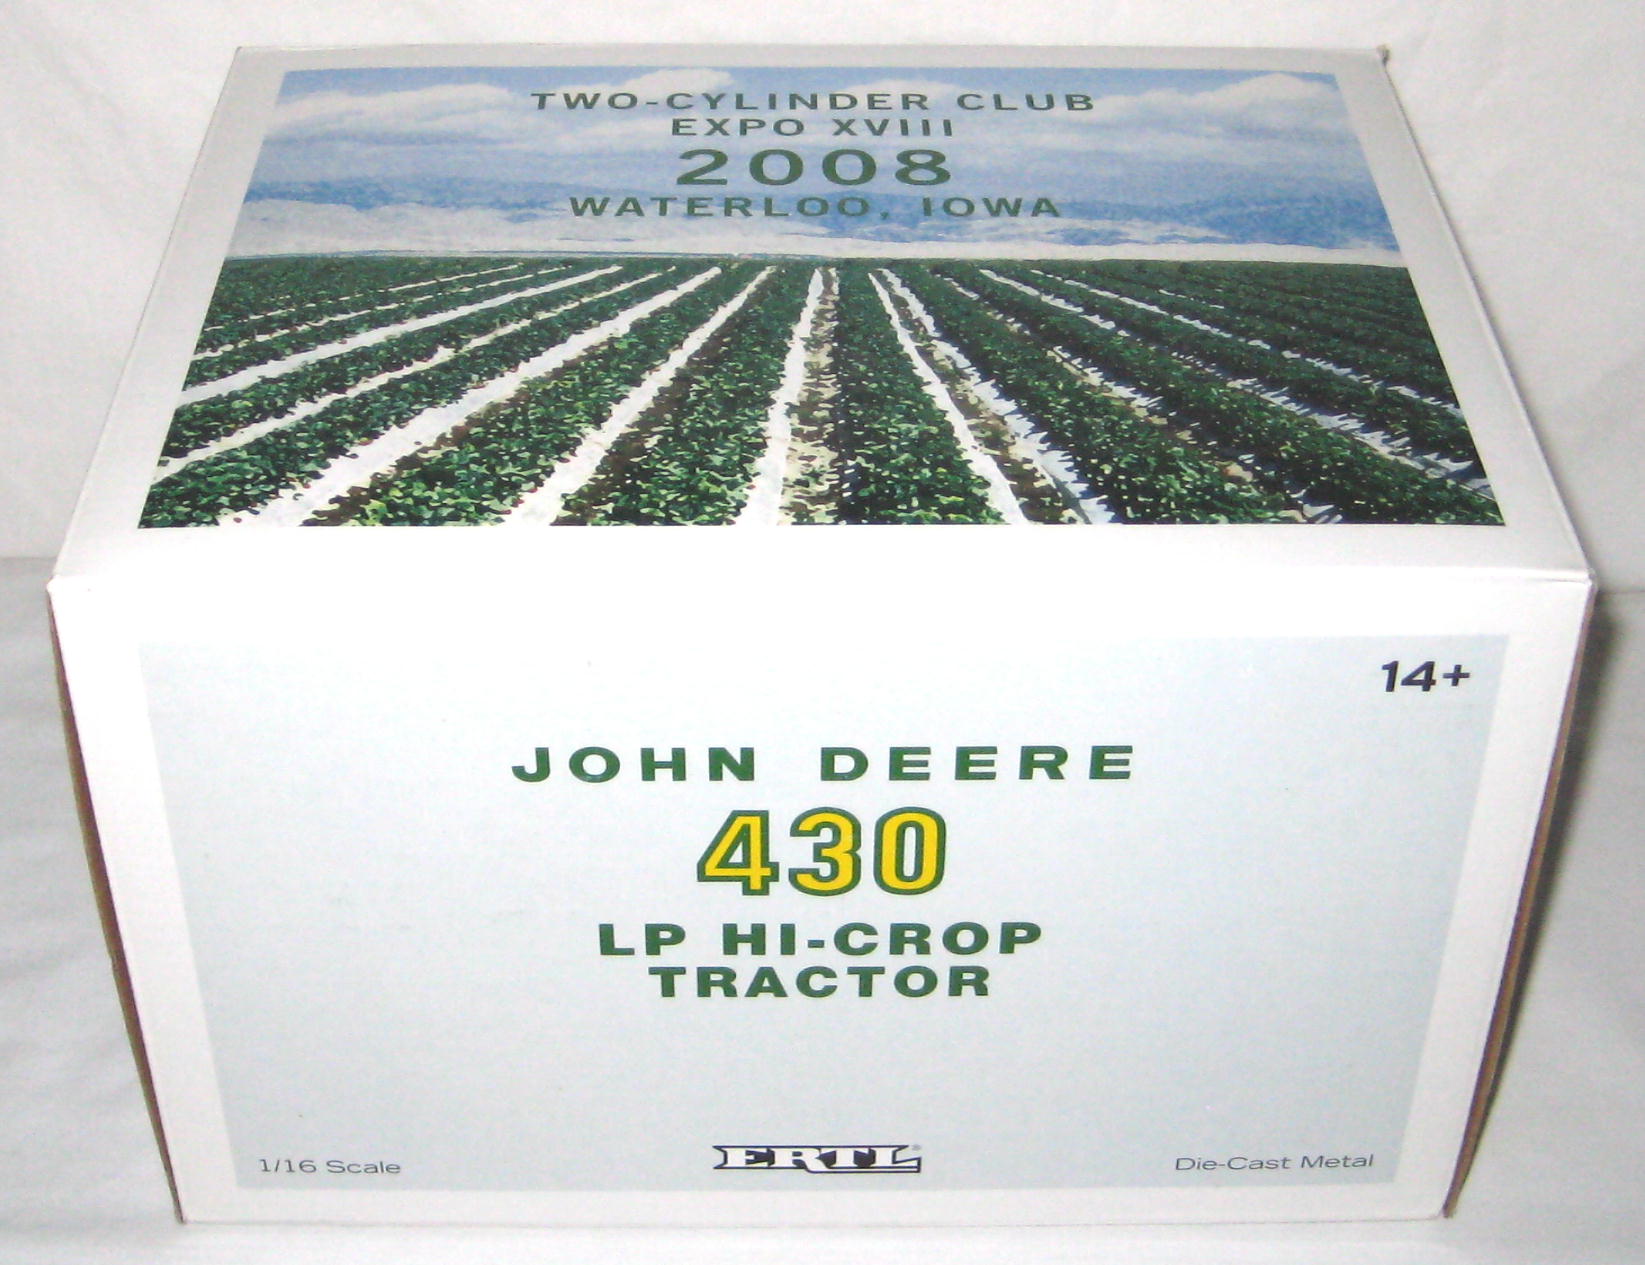 TWO-CYLINDER CLUB
EXPO XVIII
2008
WATERLOO, IOWA
14+
JOHN DEERE
430
LP HI-CROP
TRACTOR
1/16 Scale
ERTL®
Die-Cast Metal